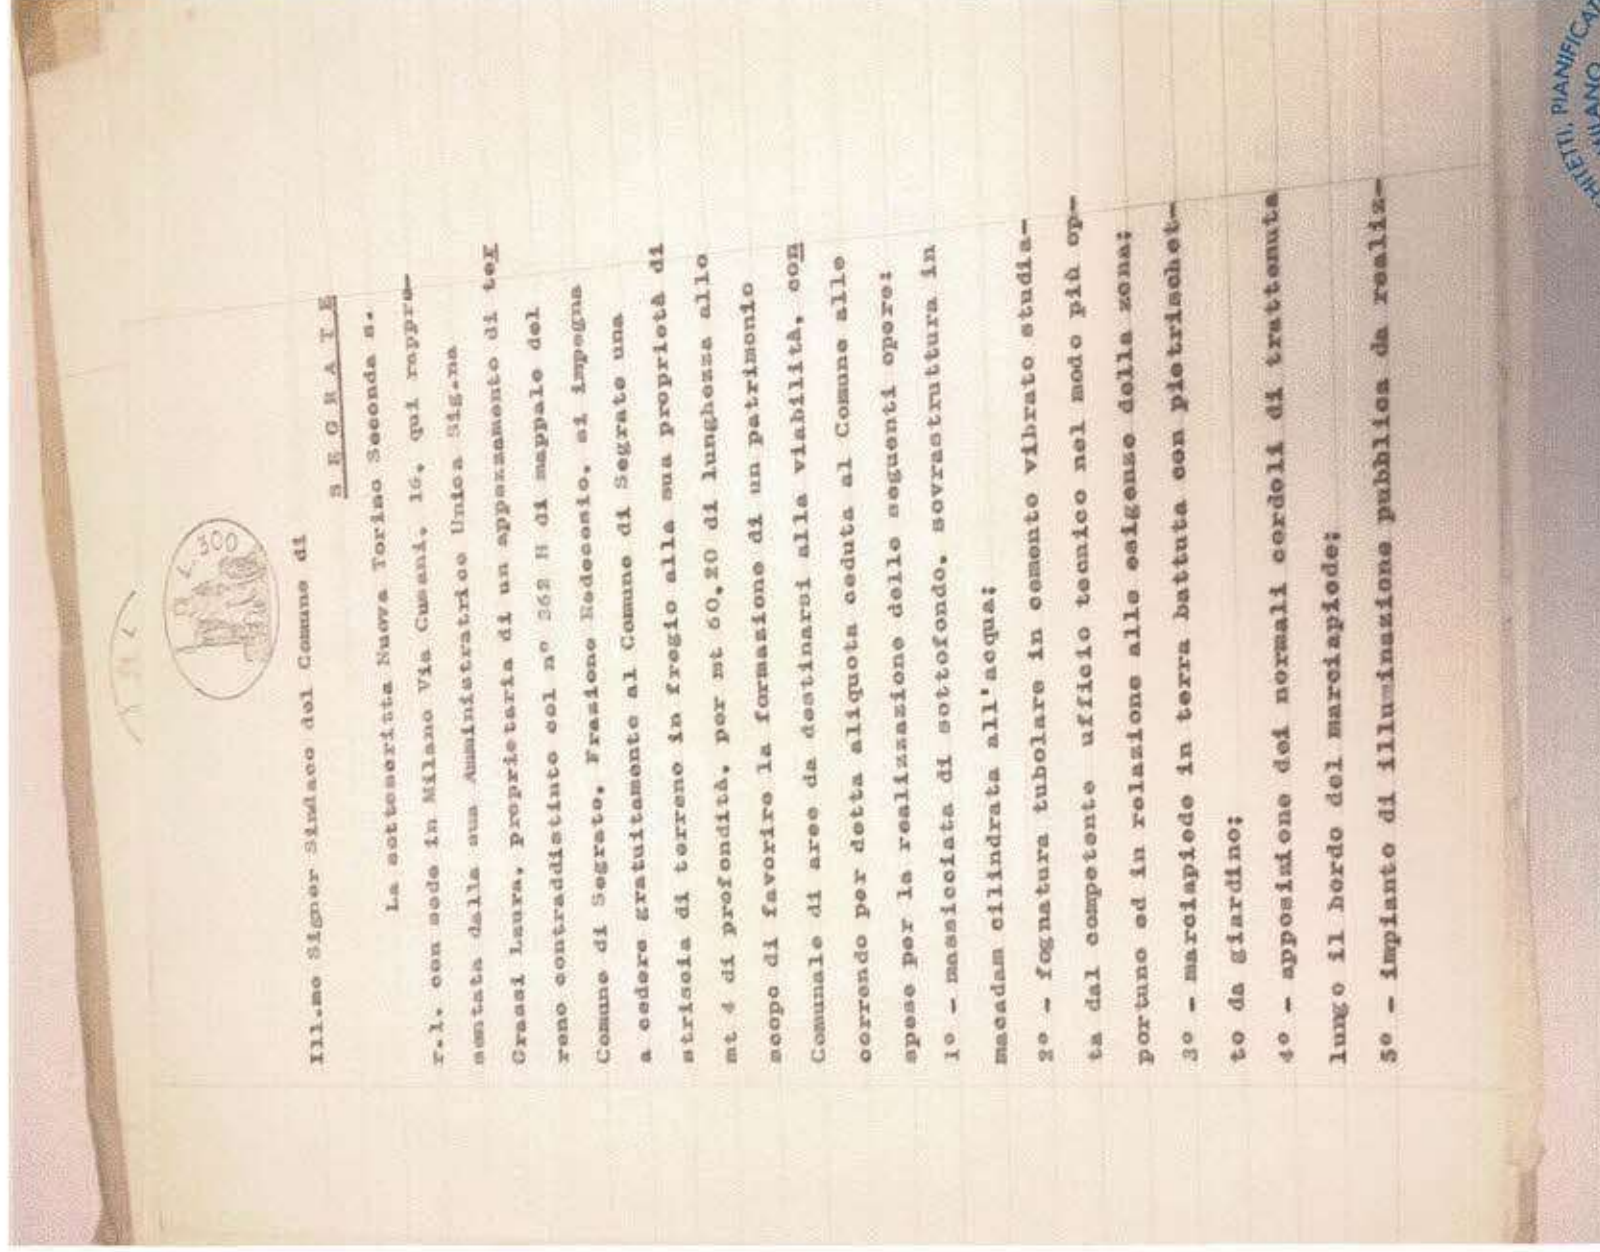 L. 300
Ill.mo Signor Sindaco del Comune di
S E G R A T E
La sottoscritta Nuova Torino Seconda s.
r.l. con sede in Milano Via Cusani, 16, qui rappre-
sentata dalla sua Amministratrice Unica Sig.na
Grassi Laura, proprietaria di un appezzamento di ter
reno contraddistinto col n° 362 H di mappale del
Comune di Segrate, Frazione Redecesio, si impegna
a cedere gratuitamente al Comune di Segrate una
striscia di terreno in fregio alla sua proprietà di
mt 4 di profondità, per mt 60,20 di lunghezza allo
scopo di favorire la formazione di un patrimonio
Comunale di aree da destinarsi alla viabilità, con
correndo per detta aliquota ceduta al Comune alle
spese per la realizzazione delle seguenti opere:
1° - massicciata di sottofondo, sovrastruttura in
macadam cilindrata all'acqua;
2° - fognatura tubolare in cemento vibrato studia-
ta dal competente ufficio tecnico nel modo più op-
portuno ed in relazione alle esigenze della zona;
3° - marciapiede in terra battuta con pietrischet-
to da giardino;
4° - apposizione dei normali cordoli di trattenuta
lungo il bordo del marciapiede;
5° - impianto di illuminazione pubblica da realiz-
HITETTI, PIANIFICAT
MILANO